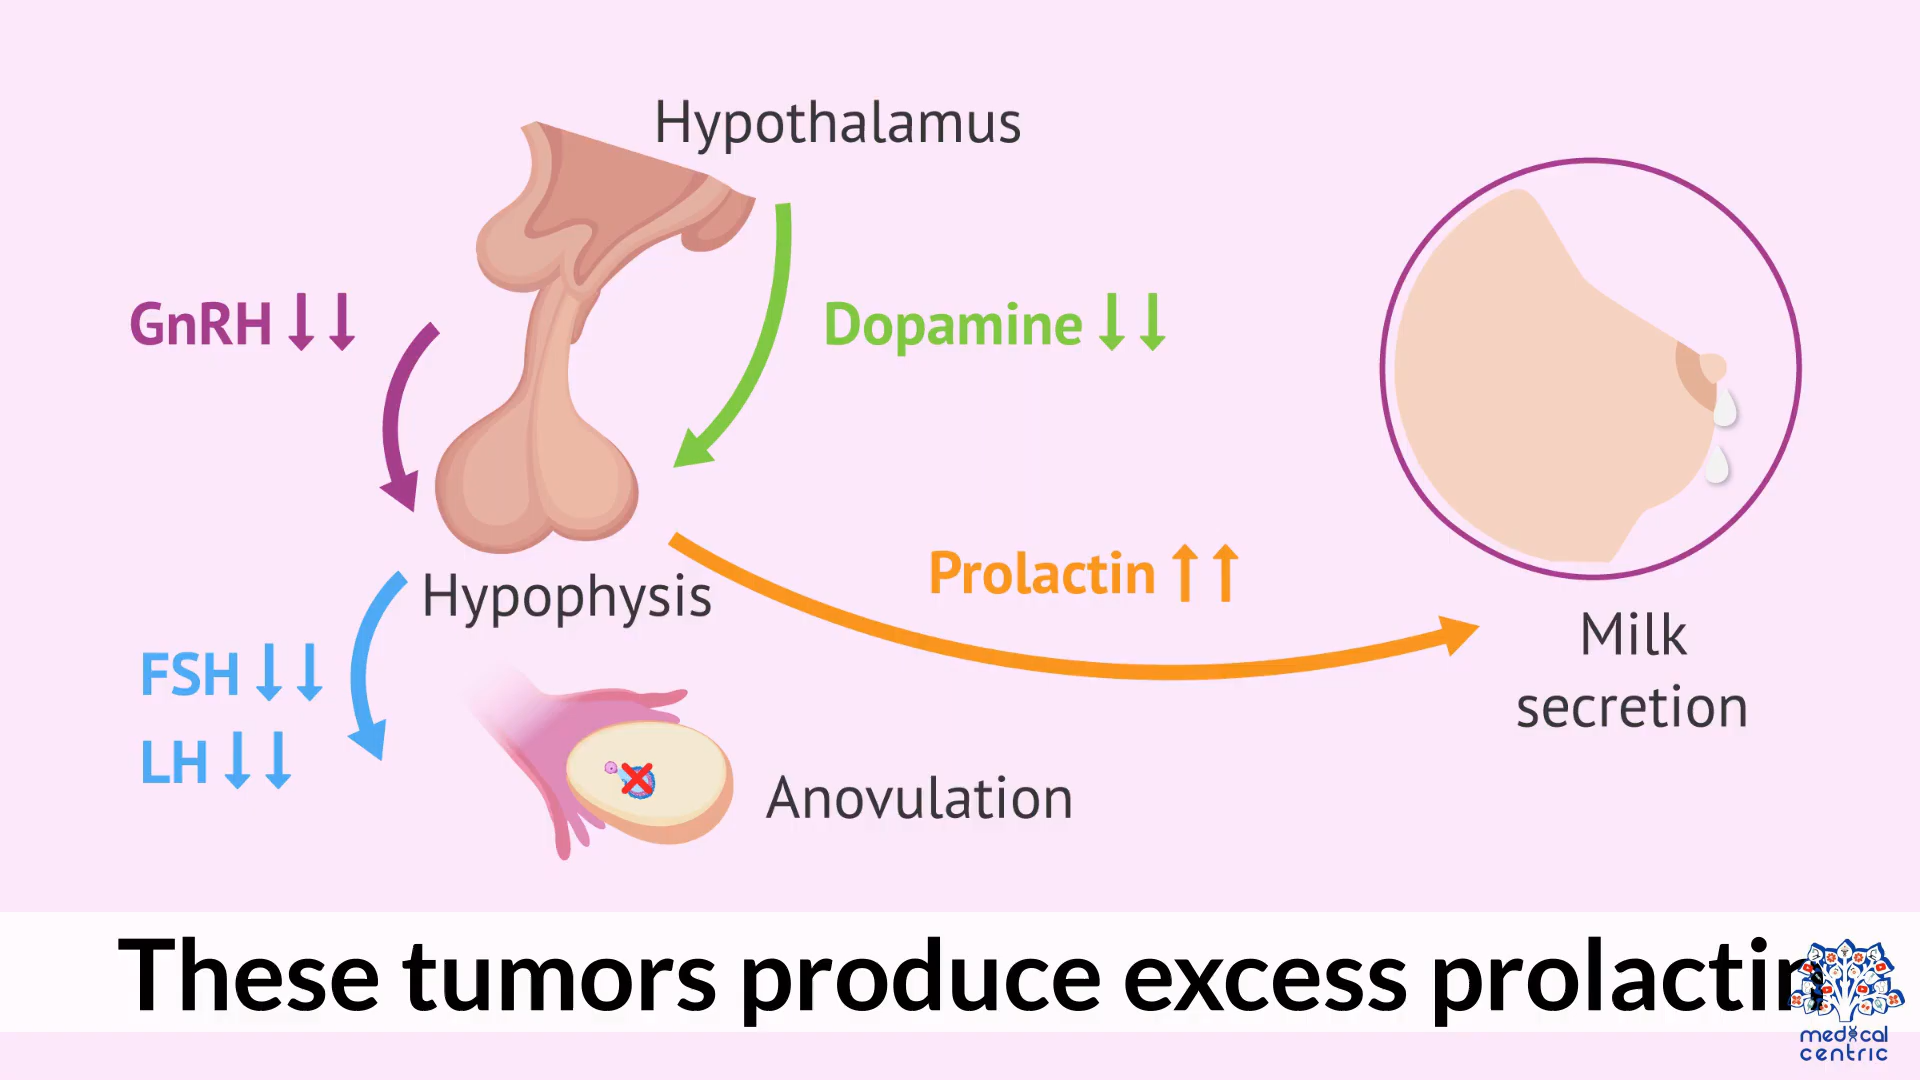 Hypothalamus
GnRH ↓↓
Dopamine ↓↓
Prolactin ↑↑
Hypophysis
Milk
secretion
FSH ↓↓
LH ↓↓
Anovulation
These tumors produce excess prolactin
medical
centric